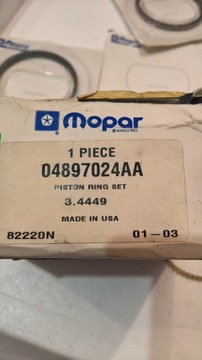 Mopar
1 PIECE
04897024AA
PISTON RING SET
3.4449
MADE IN USA
82220N 01-03